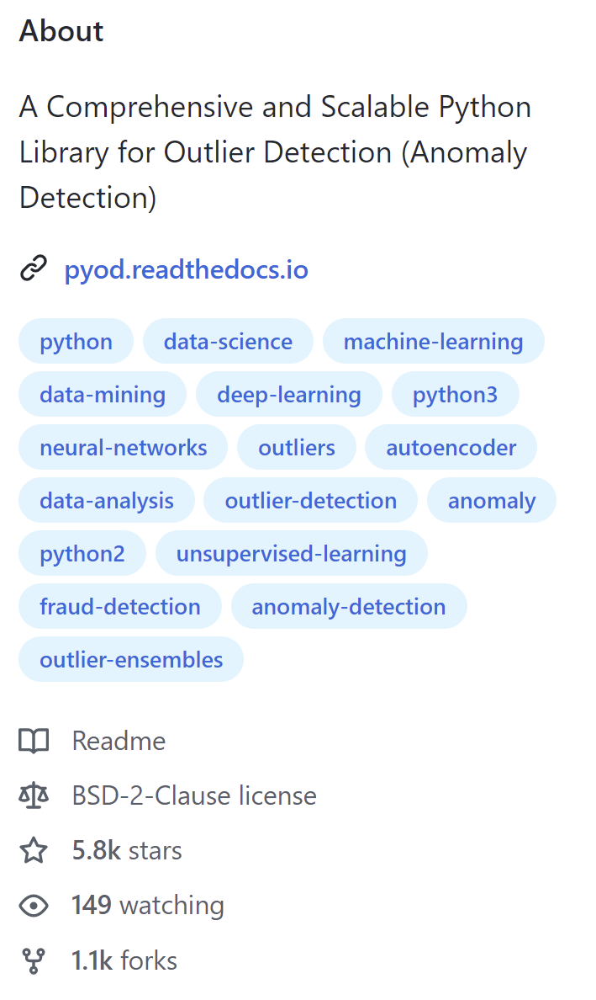 About
A Comprehensive and Scalable Python
Library for Outlier Detection (Anomaly
Detection)
pyod.readthedocs.io
python data-science machine-learning
data-mining deep-learning python3
neural-networks outliers autoencoder
data-analysis outlier-detection anomaly
python2 unsupervised-learning
fraud-detection anomaly-detection
outlier-ensembles
Readme
BSD-2-Clause license
5.8k stars
149 watching
1.1k forks